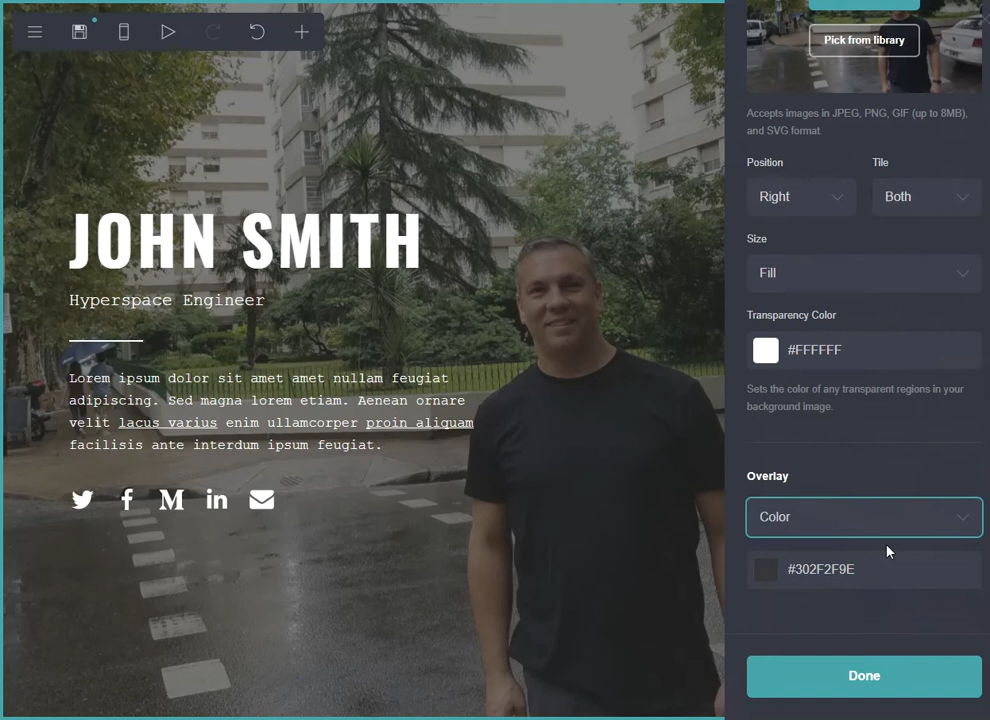 Pick from library
Accepts images in JPEG, PNG, GIF (up to 8MB),
and SVG format.
Position
Tile
Right
Both
Size
Fill
Transparency Color
#FFFFFF
Sets the color of any transparent regions in your
background image.
Overlay
Color
#302F2F9E
Done
JOHN SMITH
Hyperspace Engineer
Lorem ipsum dolor sit amet amet nullam feugiat
adipiscing. Sed magna lorem etiam. Aenean ornare
velit lacus varius enim ullamcorper proin aliquam
facilisis ante interdum ipsum feugiat.